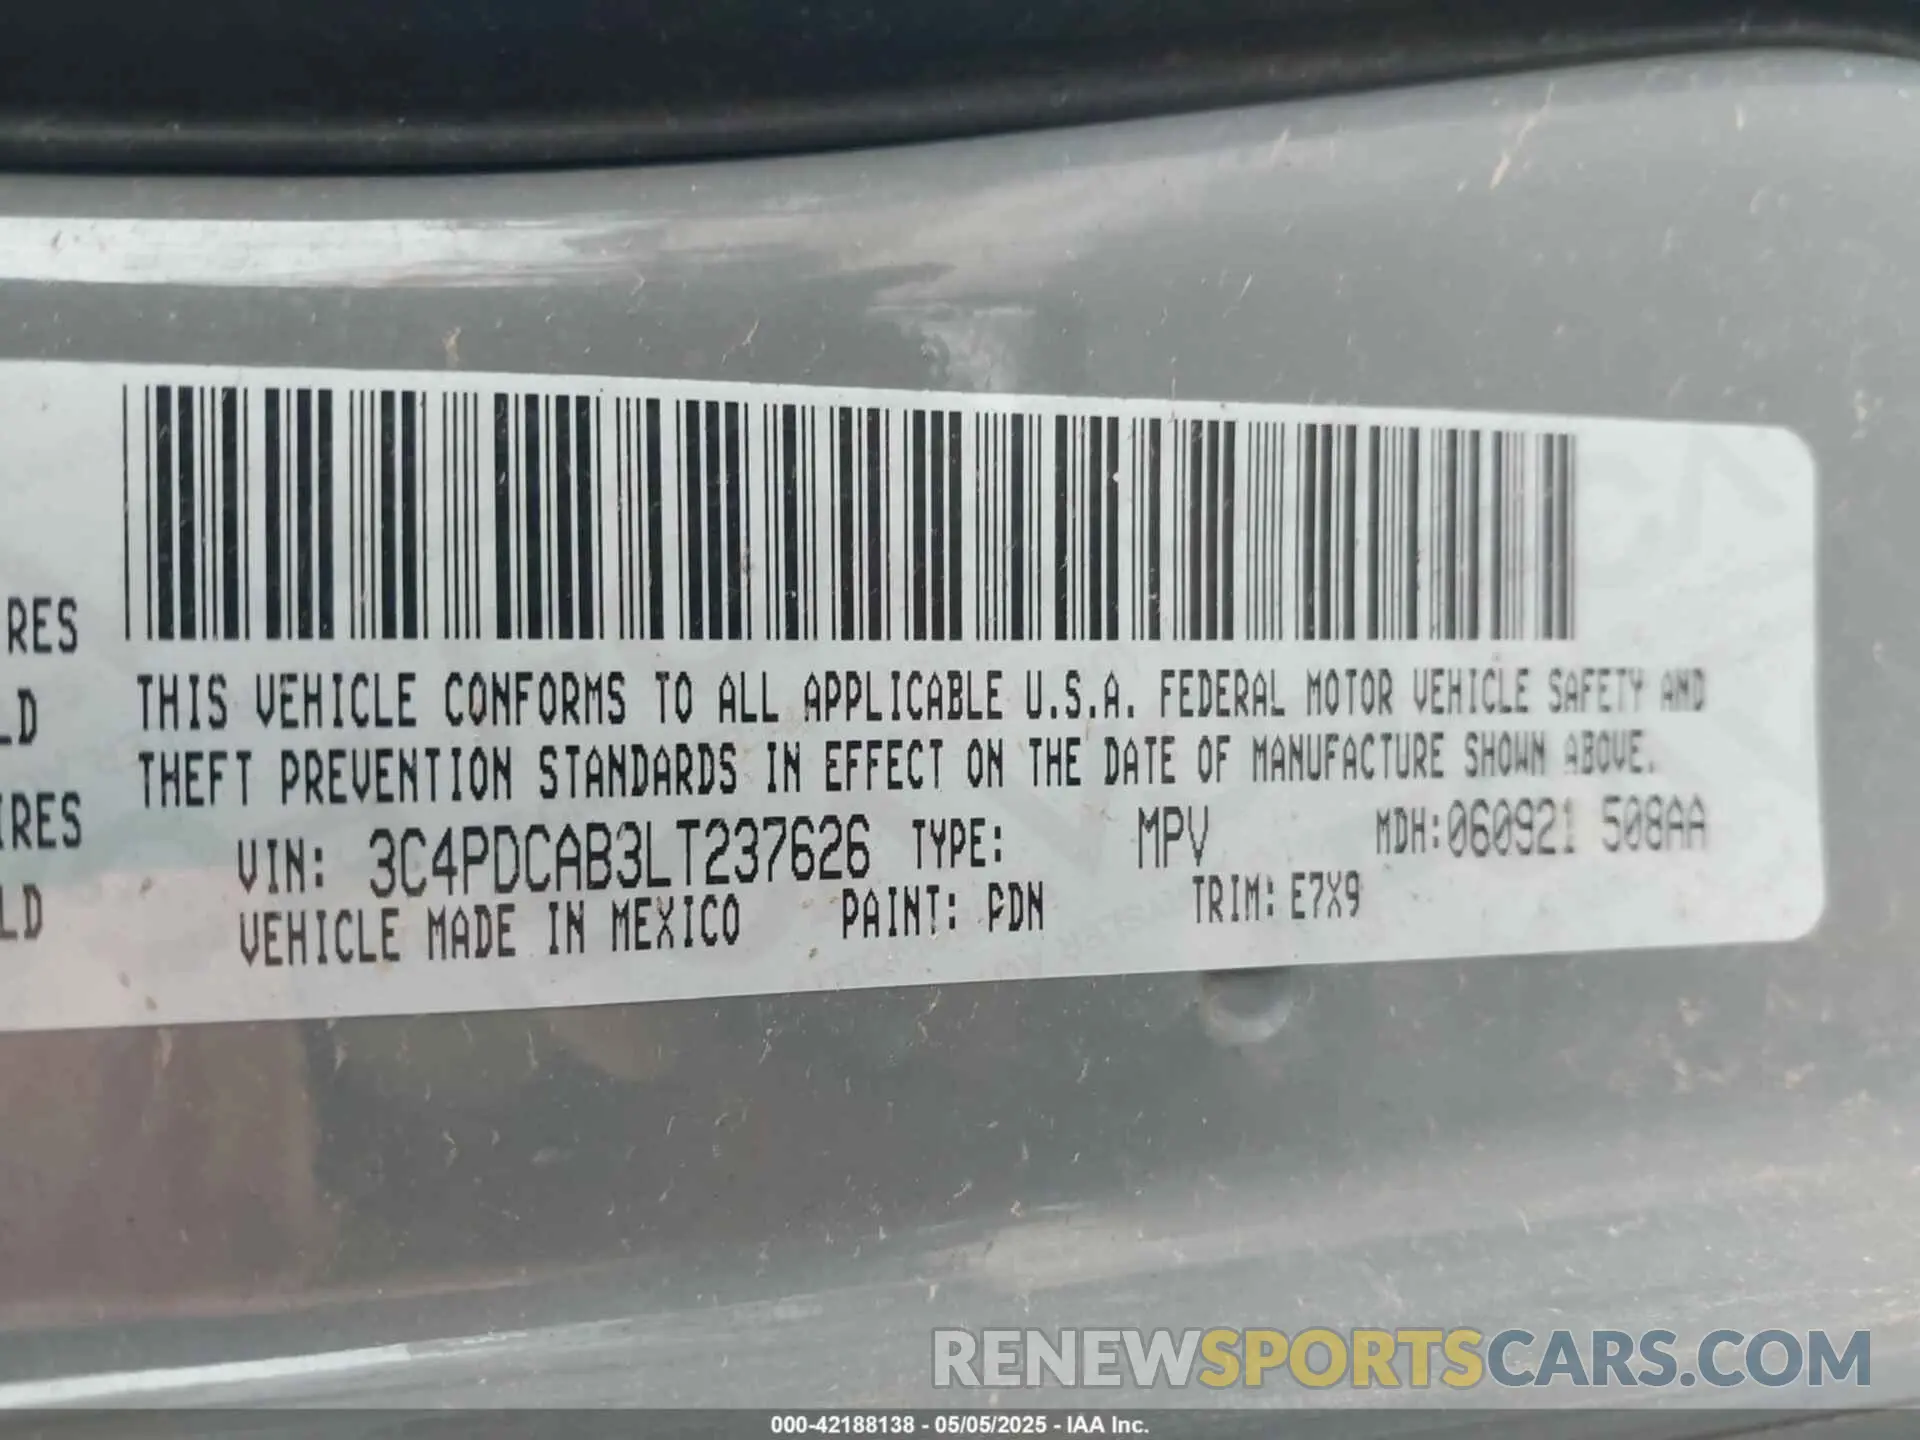 RES
LD
IRES
LD
THIS VEHICLE CONFORMS TO ALL APPLICABLE U.S.A. FEDERAL MOTOR VEHICLE SAFETY AND
THEFT PREVENTION STANDARDS IN EFFECT ON THE DATE OF MANUFACTURE SHOWN ABOVE.
VIN: 3C4PDCAB3LT237626 TYPE: MPV MDH:060921 508AA
VEHICLE MADE IN MEXICO PAINT: PDN TRIM: E7X9
RENEWSPORTSCARS.COM
000-42188138 - 05/05/2025 - IAA Inc.